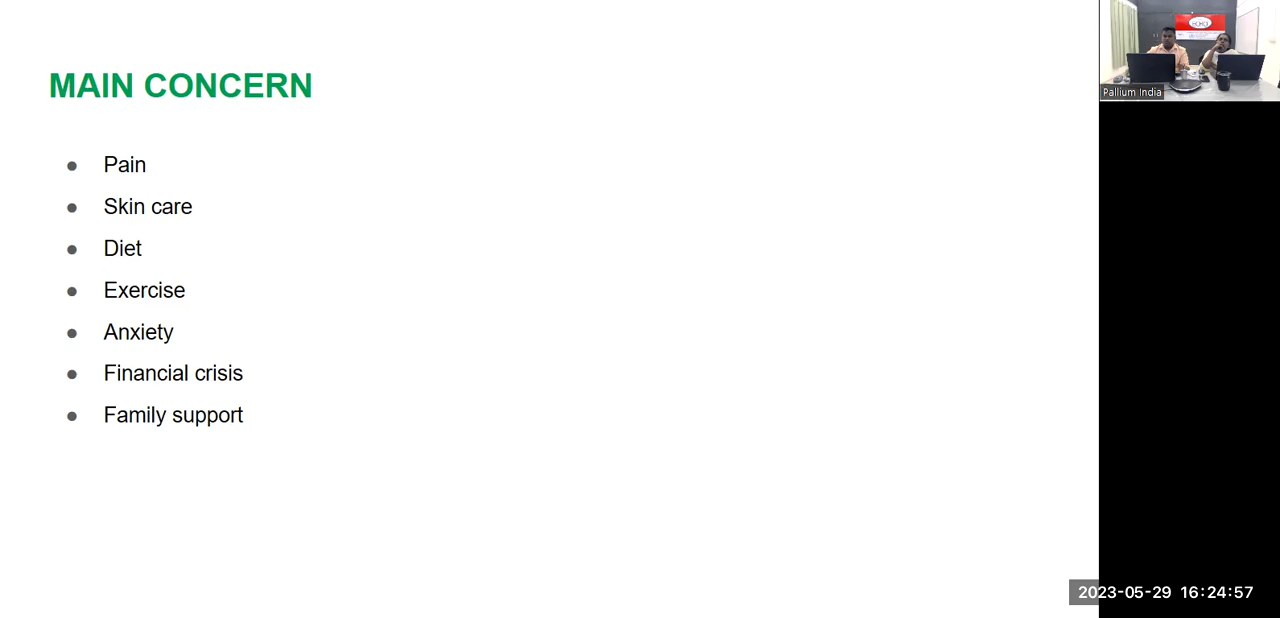 MAIN CONCERN
● Pain
● Skin care
● Diet
● Exercise
● Anxiety
● Financial crisis
● Family support
Pallium India
2023-05-29 16:24:57